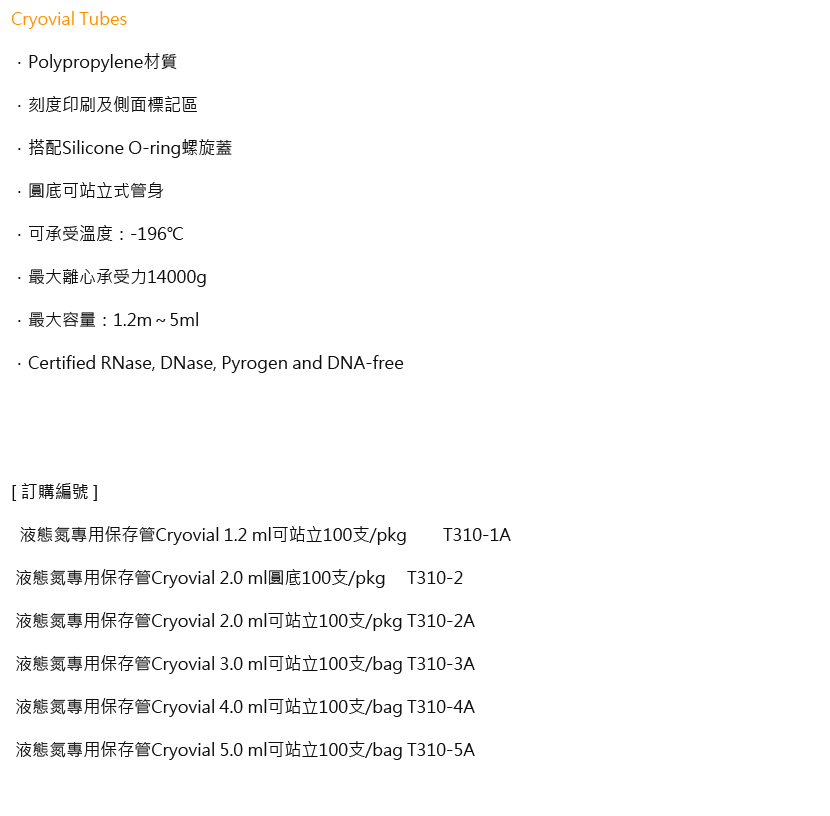 Cryovial Tubes
．Polypropylene材質
．刻度印刷及側面標記區
．搭配Silicone O-ring螺旋蓋
．圓底可站立式管身
．可承受溫度：-196℃
．最大離心承受力14000g
．最大容量：1.2m～5ml
．Certified RNase, DNase, Pyrogen and DNA-free
[ 訂購編號 ]
液態氮專用保存管Cryovial 1.2 ml可站立100支/pkg T310-1A
液態氮專用保存管Cryovial 2.0 ml圓底100支/pkg T310-2
液態氮專用保存管Cryovial 2.0 ml可站立100支/pkg T310-2A
液態氮專用保存管Cryovial 3.0 ml可站立100支/bag T310-3A
液態氮專用保存管Cryovial 4.0 ml可站立100支/bag T310-4A
液態氮專用保存管Cryovial 5.0 ml可站立100支/bag T310-5A